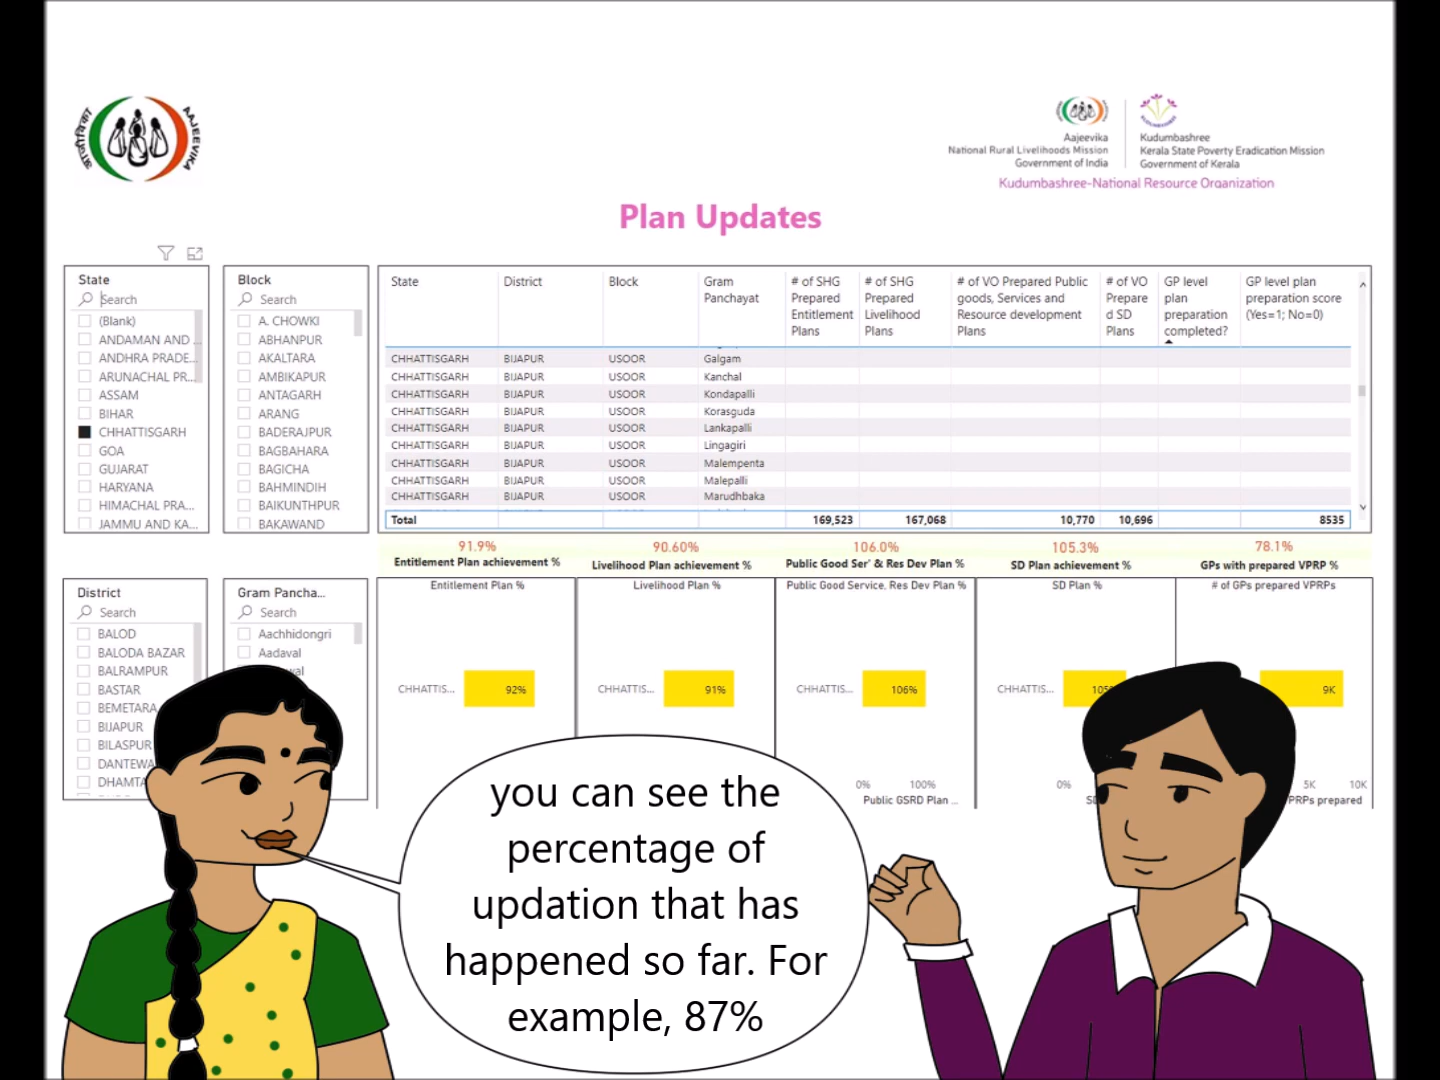 आजीविका
AAJEEVIKA
Aajeevika
National Rural Livelihoods Mission
Government of India
Kudumbashree
Kerala State Poverty Eradication Mission
Government of Kerala
Kudumbashree-National Resource Organization
Plan Updates
State
Search
(Blank)
ANDAMAN AND ...
ANDHRA PRADE...
ARUNACHAL PR...
ASSAM
BIHAR
CHHATTISGARH
GOA
GUJARAT
HARYANA
HIMACHAL PRA...
JAMMU AND KA...
Block
Search
A. CHOWKI
ABHANPUR
AKALTARA
AMBIKAPUR
ANTAGARH
ARANG
BADERAJPUR
BAGBAHARA
BAGICHA
BAHMINDIH
BAIKUNTHPUR
BAKAWAND
State District Block Gram Panchayat # of SHG Prepared Entitlement Plans # of SHG Prepared Livelihood Plans # of VO Prepared Public goods, Services and Resource development Plans # of VO Prepare d SD Plans GP level plan preparation completed? GP level plan preparation score (Yes=1; No=0)
CHHATTISGARH BIJAPUR USOOR Galgam
CHHATTISGARH BIJAPUR USOOR Kanchal
CHHATTISGARH BIJAPUR USOOR Kondapalli
CHHATTISGARH BIJAPUR USOOR Korasguda
CHHATTISGARH BIJAPUR USOOR Lankapalli
CHHATTISGARH BIJAPUR USOOR Lingagiri
CHHATTISGARH BIJAPUR USOOR Malempenta
CHHATTISGARH BIJAPUR USOOR Malepalli
CHHATTISGARH BIJAPUR USOOR Marudhbaka
Total 169,523 167,068 10,770 10,696 8535
91.9% 90.60% 106.0% 105.3% 78.1%
Entitlement Plan achievement % Livelihood Plan achievement % Public Good Ser' & Res Dev Plan % SD Plan achievement % GPs with prepared VPRP %
District
Search
BALOD
BALODA BAZAR
BALRAMPUR
BASTAR
BEMETARA
BIJAPUR
BILASPUR
DANTEWA
DHAMTA
Gram Pancha...
Search
Aachhidongri
Aadaval
wal
Entitlement Plan % Livelihood Plan % Public Good Service. Res Dev Plan % SD Plan % # of GPs prepared VPRPs
CHHATTIS... 92% CHHATTIS... 91% CHHATTIS... 106% CHHATTIS... 105 9K
0% 100% 0% 5K 10K
Public GSRD Plan ... SD VPRPs prepared
you can see the
percentage of
updation that has
happened so far. For
example, 87%